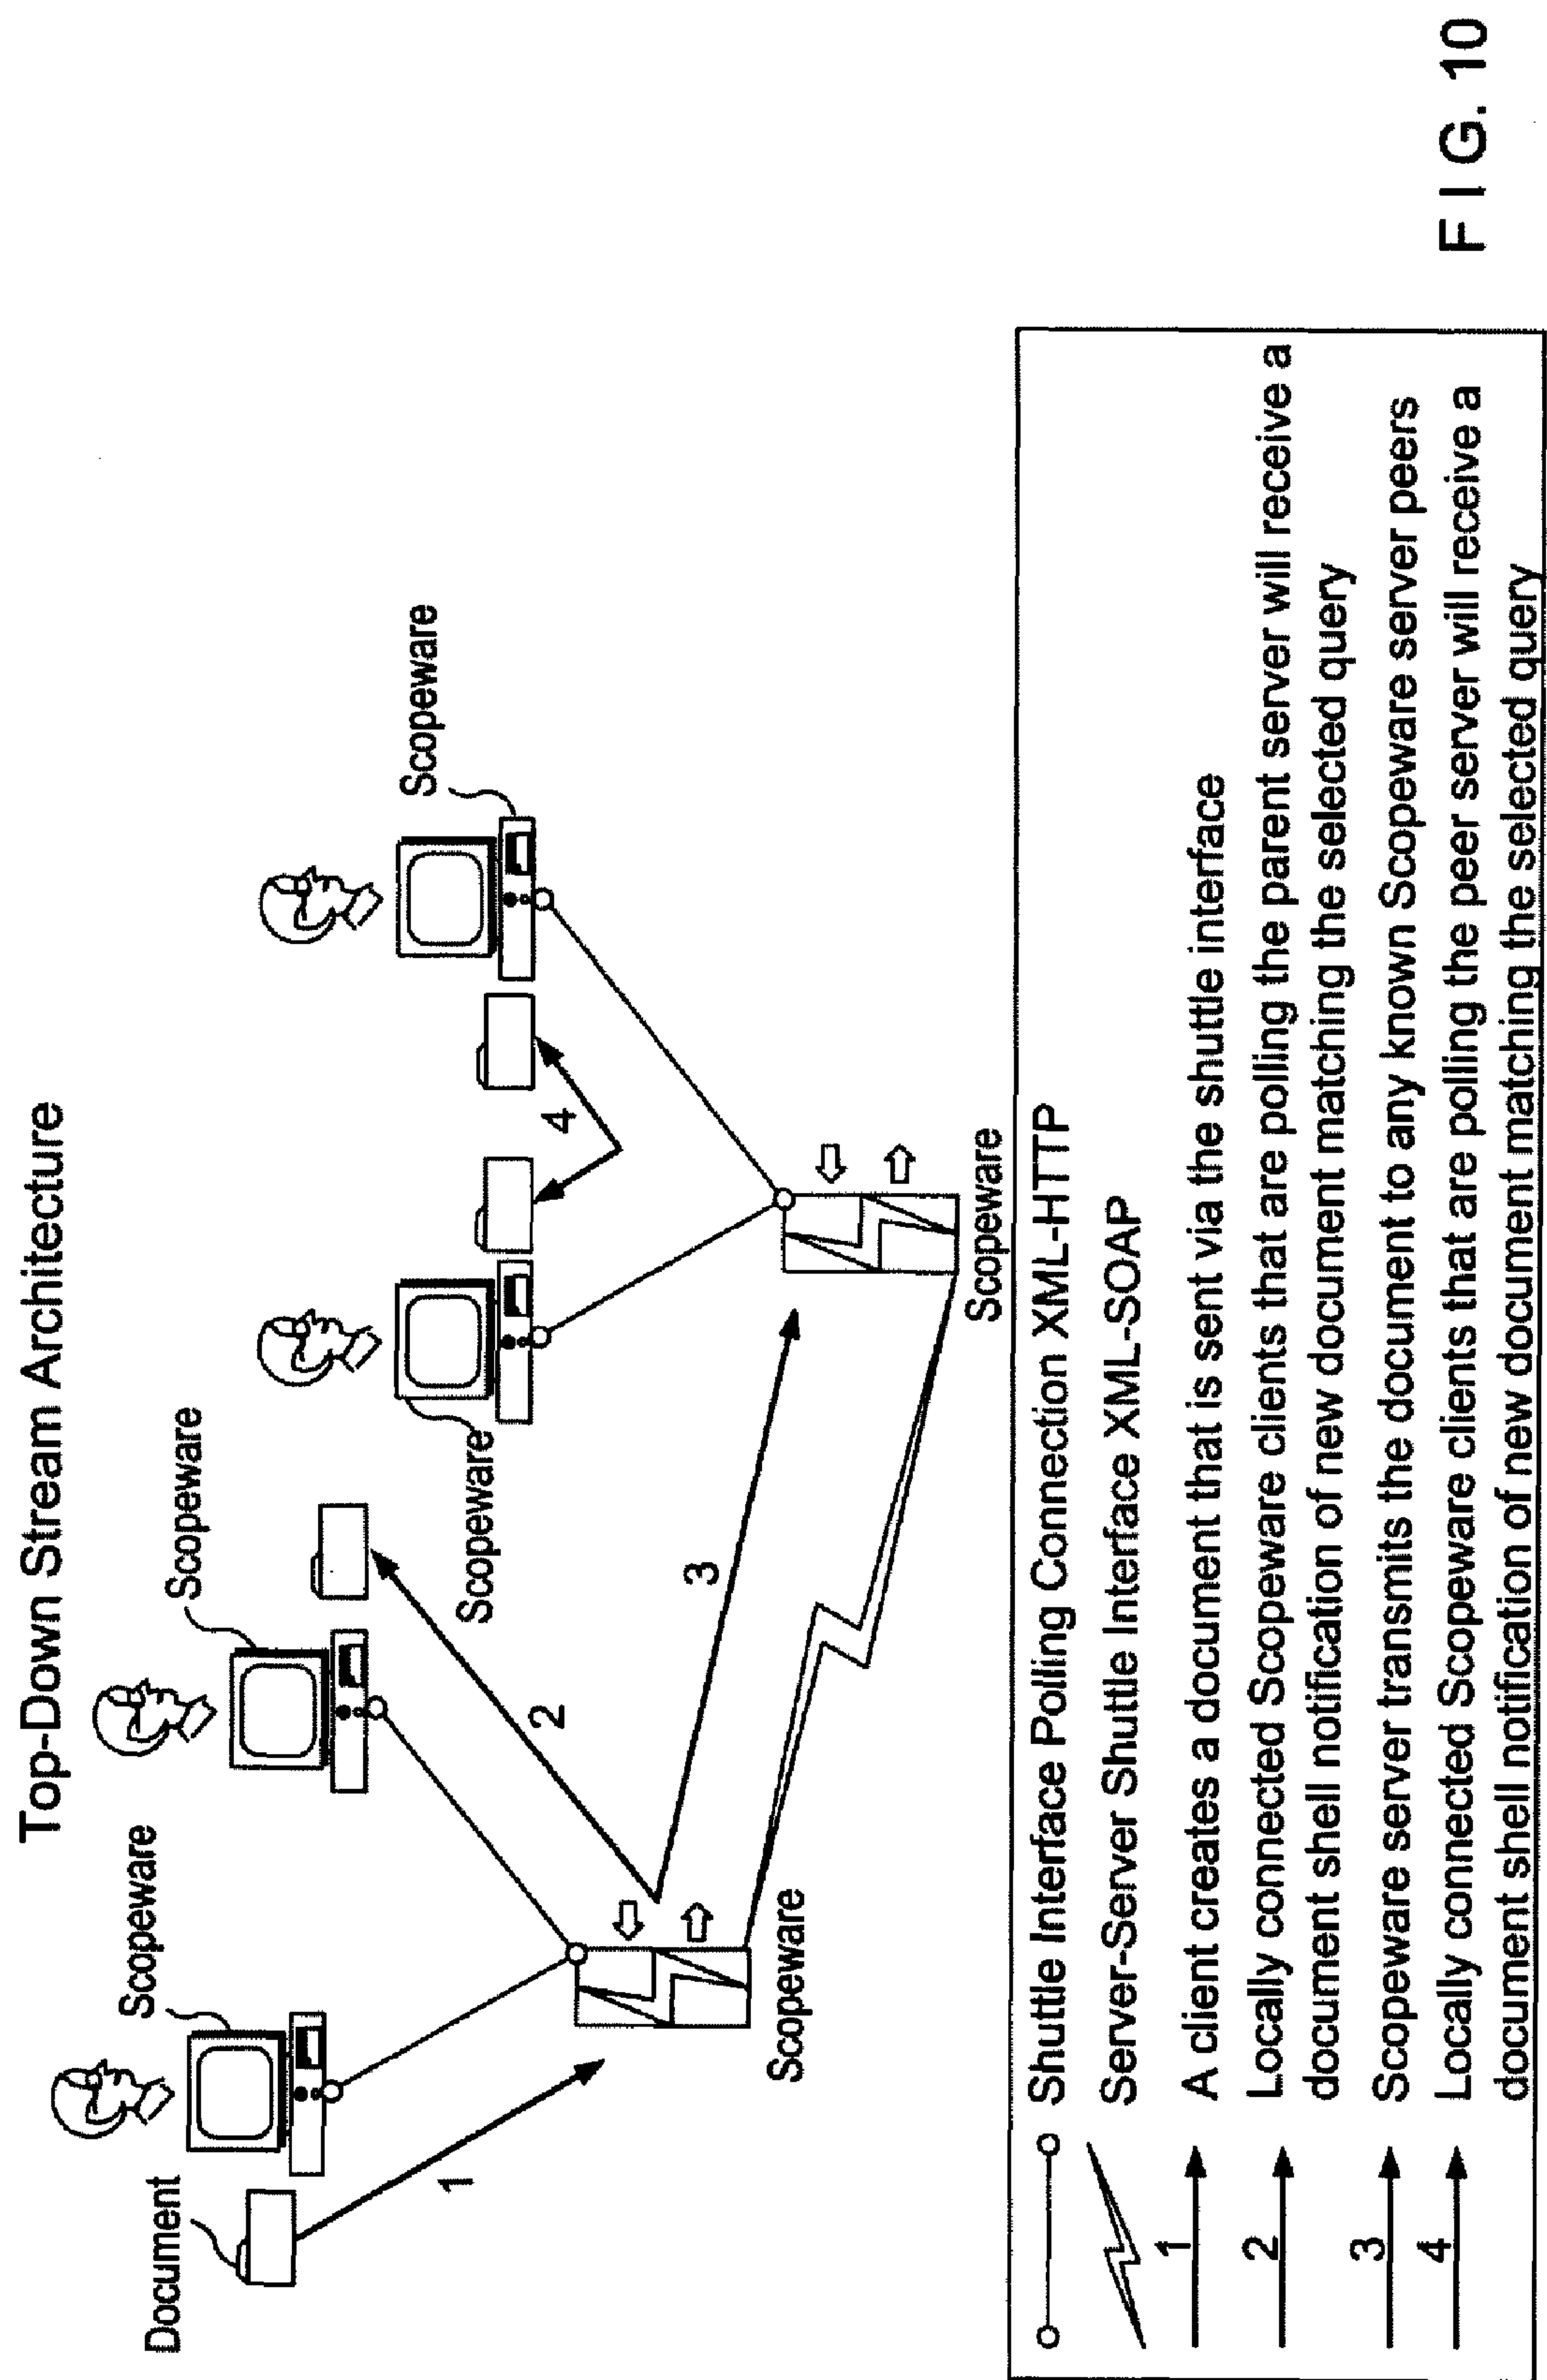 Top-Down Stream Architecture
Document
Scopeware
Scopeware
Scopeware
Scopeware
1
2
3
4
Scopeware
Scopeware
Shuttle Interface Polling Connection XML-HTTP
Server-Server Shuttle Interface XML-SOAP
1 A client creates a document that is sent via the shuttle interface
2 Locally connected Scopeware clients that are polling the parent server will receive a
document shell notification of new document matching the selected query
3 Scopeware server transmits the document to any known Scopeware server peers
4 Locally connected Scopeware clients that are polling the peer server will receive a
document shell notification of new document matching the selected query
FIG. 10